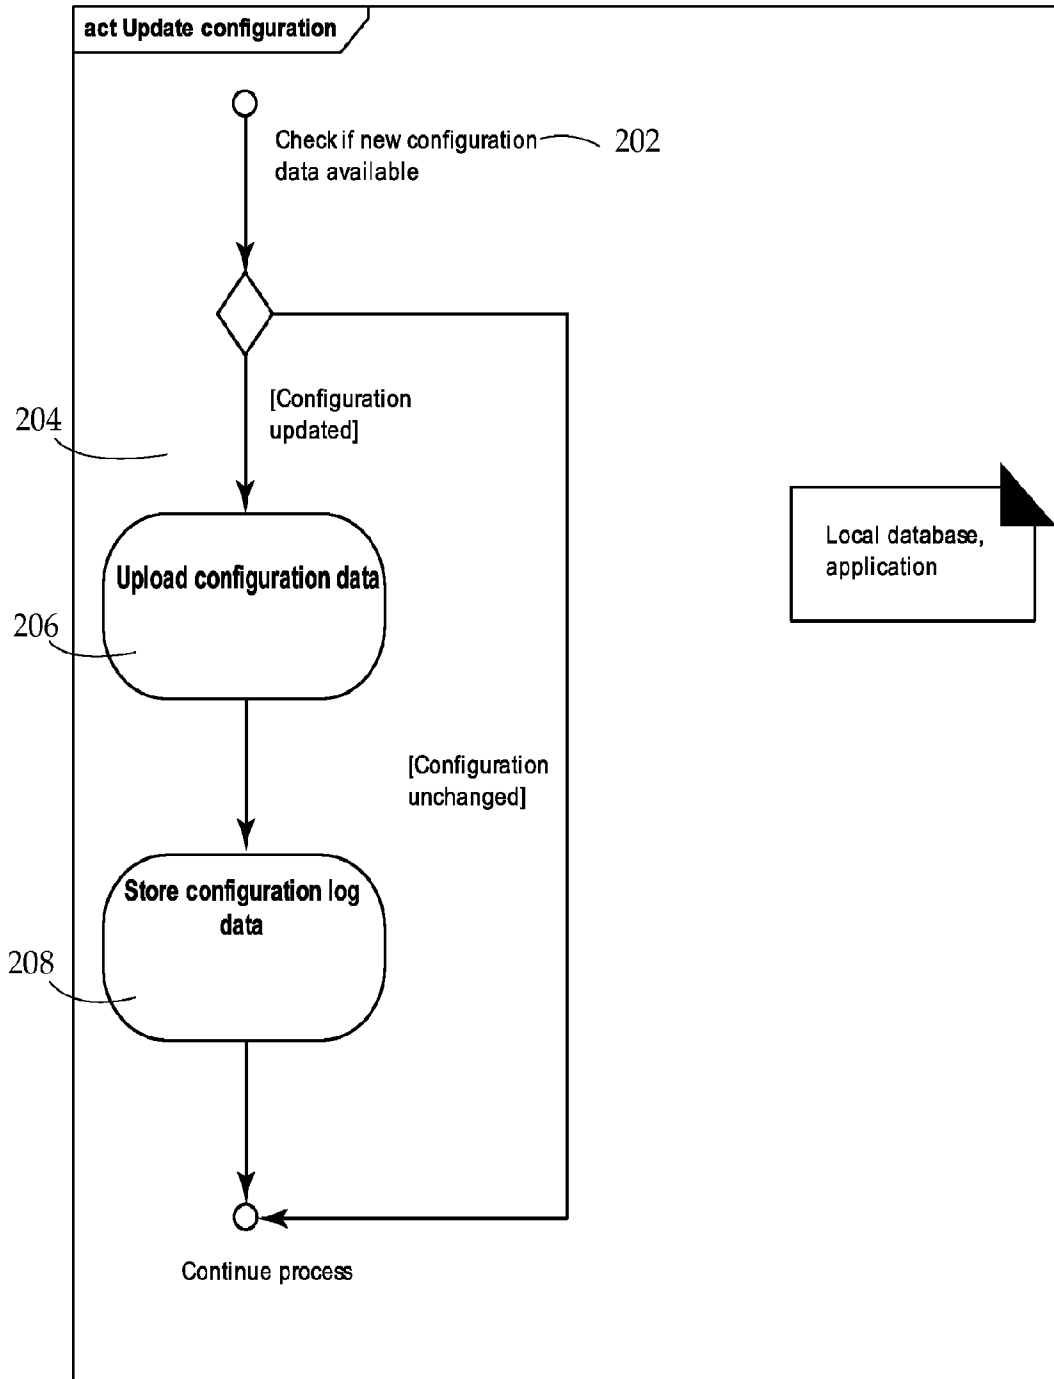 act Update configuration
Check if new configuration
data available
202
[Configuration
updated]
204
Local database,
application
Upload configuration data
206
[Configuration
unchanged]
Store configuration log
data
208
Continue process